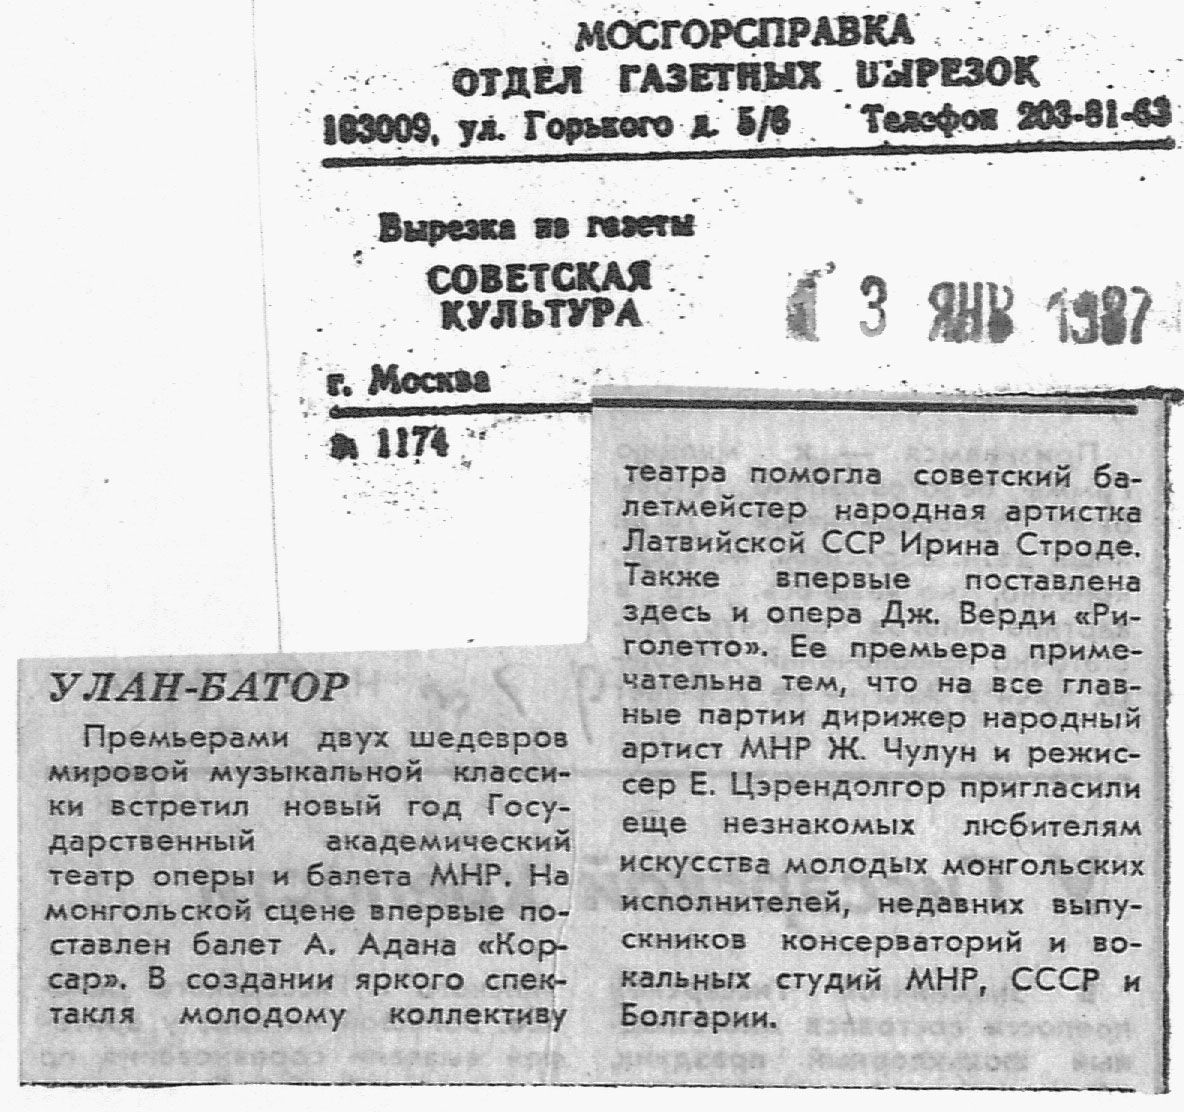 МОСГОРСПРАВКА
ОТДЕЛ ГАЗЕТНЫХ ВЫРЕЗОК
103009, ул. Горького д. 5/6 Телефон 203-81-63
Вырезка из газеты
СОВЕТСКАЯ
КУЛЬТУРА
3 ЯНВ 1987
г. Москва
№ 1174
УЛАН-БАТОР
Премьерами двух шедевров
мировой музыкальной класси-
ки встретил новый год Госу-
дарственный академический
театр оперы и балета МНР. На
монгольской сцене впервые по-
ставлен балет А. Адана «Кор-
сар». В создании яркого спек-
такля молодому коллективу
театра помогла советский ба-
летмейстер народная артистка
Латвийской ССР Ирина Строде.
Также впервые поставлена
здесь и опера Дж. Верди «Ри-
голетто». Ее премьера приме-
чательна тем, что на все глав-
ные партии дирижер народный
артист МНР Ж. Чулун и режис-
сер Е. Цэрендолгор пригласили
еще незнакомых любителям
искусства молодых монгольских
исполнителей, недавних выпу-
скников консерваторий и во-
кальных студий МНР, СССР и
Болгарии.